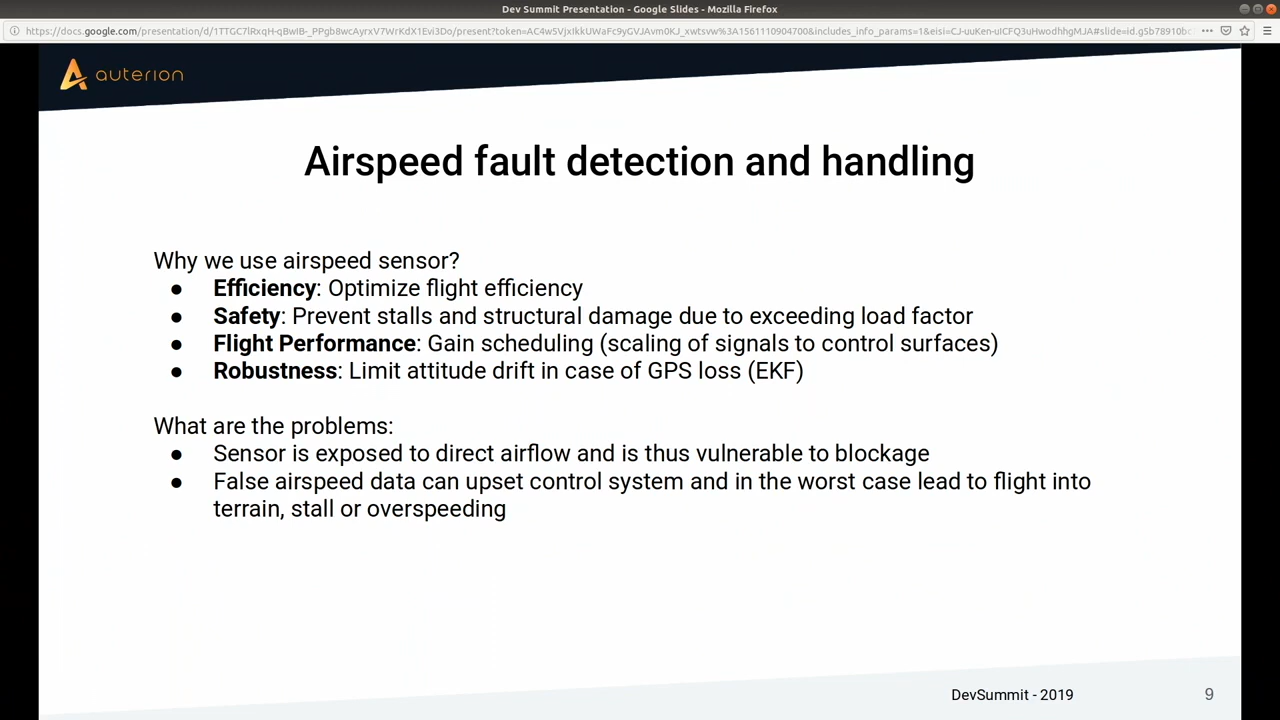 Dev Summit Presentation - Google Slides - Mozilla Firefox
auterion
Airspeed fault detection and handling
Why we use airspeed sensor?
● Efficiency: Optimize flight efficiency
● Safety: Prevent stalls and structural damage due to exceeding load factor
● Flight Performance: Gain scheduling (scaling of signals to control surfaces)
● Robustness: Limit attitude drift in case of GPS loss (EKF)
What are the problems:
● Sensor is exposed to direct airflow and is thus vulnerable to blockage
● False airspeed data can upset control system and in the worst case lead to flight into
terrain, stall or overspeeding
DevSummit - 2019
9